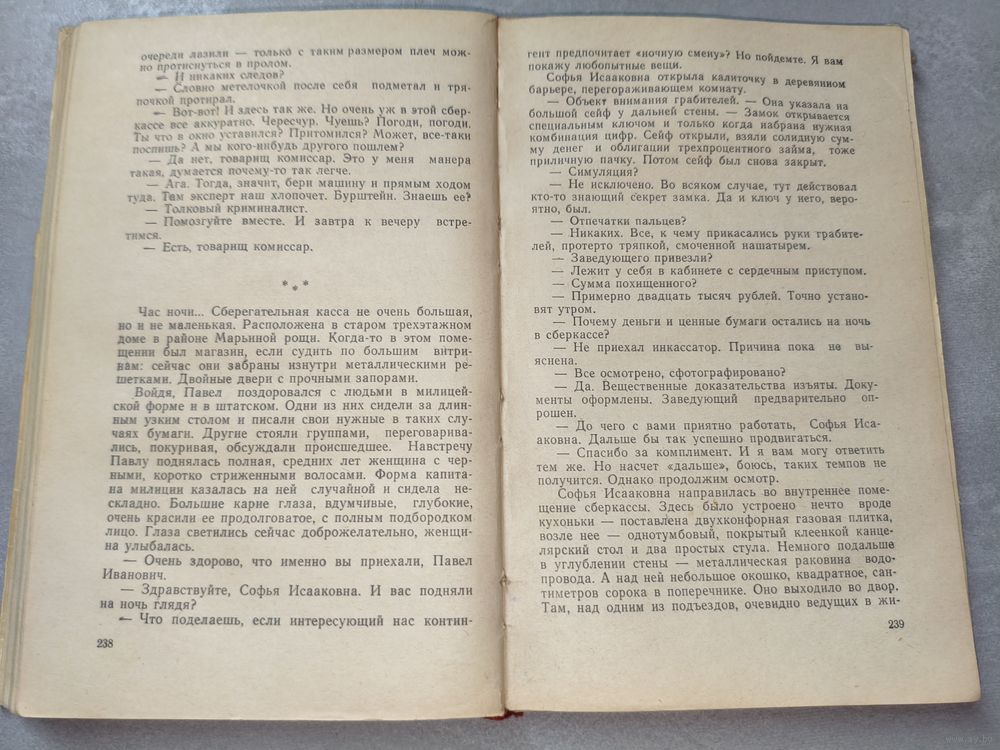 очереди лазили — только с таким размером плеч мож-
но протиснуться в пролом.
— И никаких следов?
— Словно метелочкой после себя подметал и тря-
почкой протирал.
— Вот-вот! И здесь так же. Но очень уж в этой сбер-
кассе все аккуратно. Чересчур. Чуешь? Погоди, погоди.
Ты что в окно уставился? Притомился? Может, все-таки
поспишь? А мы кого-нибудь другого пошлем?
— Да нет, товарищ комиссар. Это у меня манера
такая, думается почему-то так легче.
— Ага. Тогда, значит, бери машину и прямым ходом
туда. Там эксперт наш хлопочет. Бурштейн. Знаешь ее?
— Толковый криминалист.
— Помозгуйте вместе. И завтра к вечеру встре-
тимся.
— Есть, товарищ комиссар.
* * *
Час ночи... Сберегательная касса не очень большая,
но и не маленькая. Расположена в старом трехэтажном
доме в районе Марьиной рощи. Когда-то в этом поме-
щении был магазин, если судить по большим витри-
нам: сейчас они забраны изнутри металлическими ре-
шетками. Двойные двери с прочными запорами.
Войдя, Павел поздоровался с людьми в милицей-
ской форме и в штатском. Одни из них сидели за длин-
ным узким столом и писали свои нужные в таких слу-
чаях бумаги. Другие стояли группами, переговарива-
лись, покуривая, обсуждали происшедшее. Навстречу
Павлу поднялась полная, средних лет женщина с чер-
ными, коротко стриженными волосами. Форма капита-
на милиции казалась на ней случайной и сидела не-
складно. Большие карие глаза, вдумчивые, глубокие,
очень красили ее продолговатое, с полным подбородком
лицо. Глаза светились сейчас доброжелательно, женщи-
на улыбалась.
— Очень здорово, что именно вы приехали, Павел
Иванович.
— Здравствуйте, Софья Исааковна. И вас подняли
на ночь глядя?
— Что поделаешь, если интересующий нас контин-
238
гент предпочитает «ночную смену»? Но пойдемте. Я вам
покажу любопытные вещи.
Софья Исааковна открыла калиточку в деревянном
барьере, перегораживающем комнату.
— Объект внимания грабителей. — Она указала на
большой сейф у дальней стены. — Замок открывается
специальным ключом и только когда набрана нужная
комбинация цифр. Сейф открыли, взяли солидную сум-
му денег и облигации трехпроцентного займа, тоже
приличную пачку. Потом сейф был снова закрыт.
— Симуляция?
— Не исключено. Во всяком случае, тут действовал
кто-то знающий секрет замка. Да и ключ у него, веро-
ятно, был.
— Отпечатки пальцев?
— Никаких. Все, к чему прикасались руки грабите-
лей, протерто тряпкой, смоченной нашатырем.
— Заведующего привезли?
— Лежит у себя в кабинете с сердечным приступом.
— Сумма похищенного?
— Примерно двадцать тысяч рублей. Точно устано-
вят утром.
— Почему деньги и ценные бумаги остались на ночь
в сберкассе?
— Не приехал инкассатор. Причина пока не вы-
яснена.
— Все осмотрено, сфотографировано?
— Да. Вещественные доказательства изъяты. Доку-
менты оформлены. Заведующий предварительно оп-
рошен.
— До чего с вами приятно работать, Софья Иса-
аковна. Дальше бы так успешно продвигаться.
— Спасибо за комплимент. И я вам могу ответить
тем же. Но насчет «дальше», боюсь, таких темпов не
получится. Однако продолжим осмотр.
Софья Исааковна направилась во внутреннее поме-
щение сберкассы. Здесь было устроено нечто вроде
кухоньки — поставлена двухконфорная газовая плитка,
возле нее — однотумбовый, покрытый клеенкой канце-
лярский стол и два простых стула. Немного подальше
в углублении стены — металлическая раковина водо-
провода. А над ней небольшое окошко, квадратное, сан-
тиметров сорока в поперечнике. Оно выходило во двор.
Там, над одним из подъездов, очевидно ведущих в жи-
239
www.ay.by